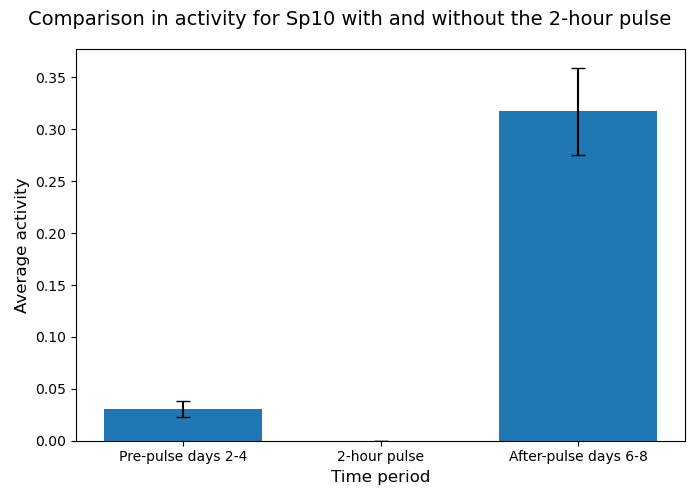 Comparison in activity for Sp10 with and without the 2-hour pulse
0.35
0.30
0.25
0.20
0.15
0.10
0.05
0.00
Average activity
Pre-pulse days 2-4
2-hour pulse
After-pulse days 6-8
Time period